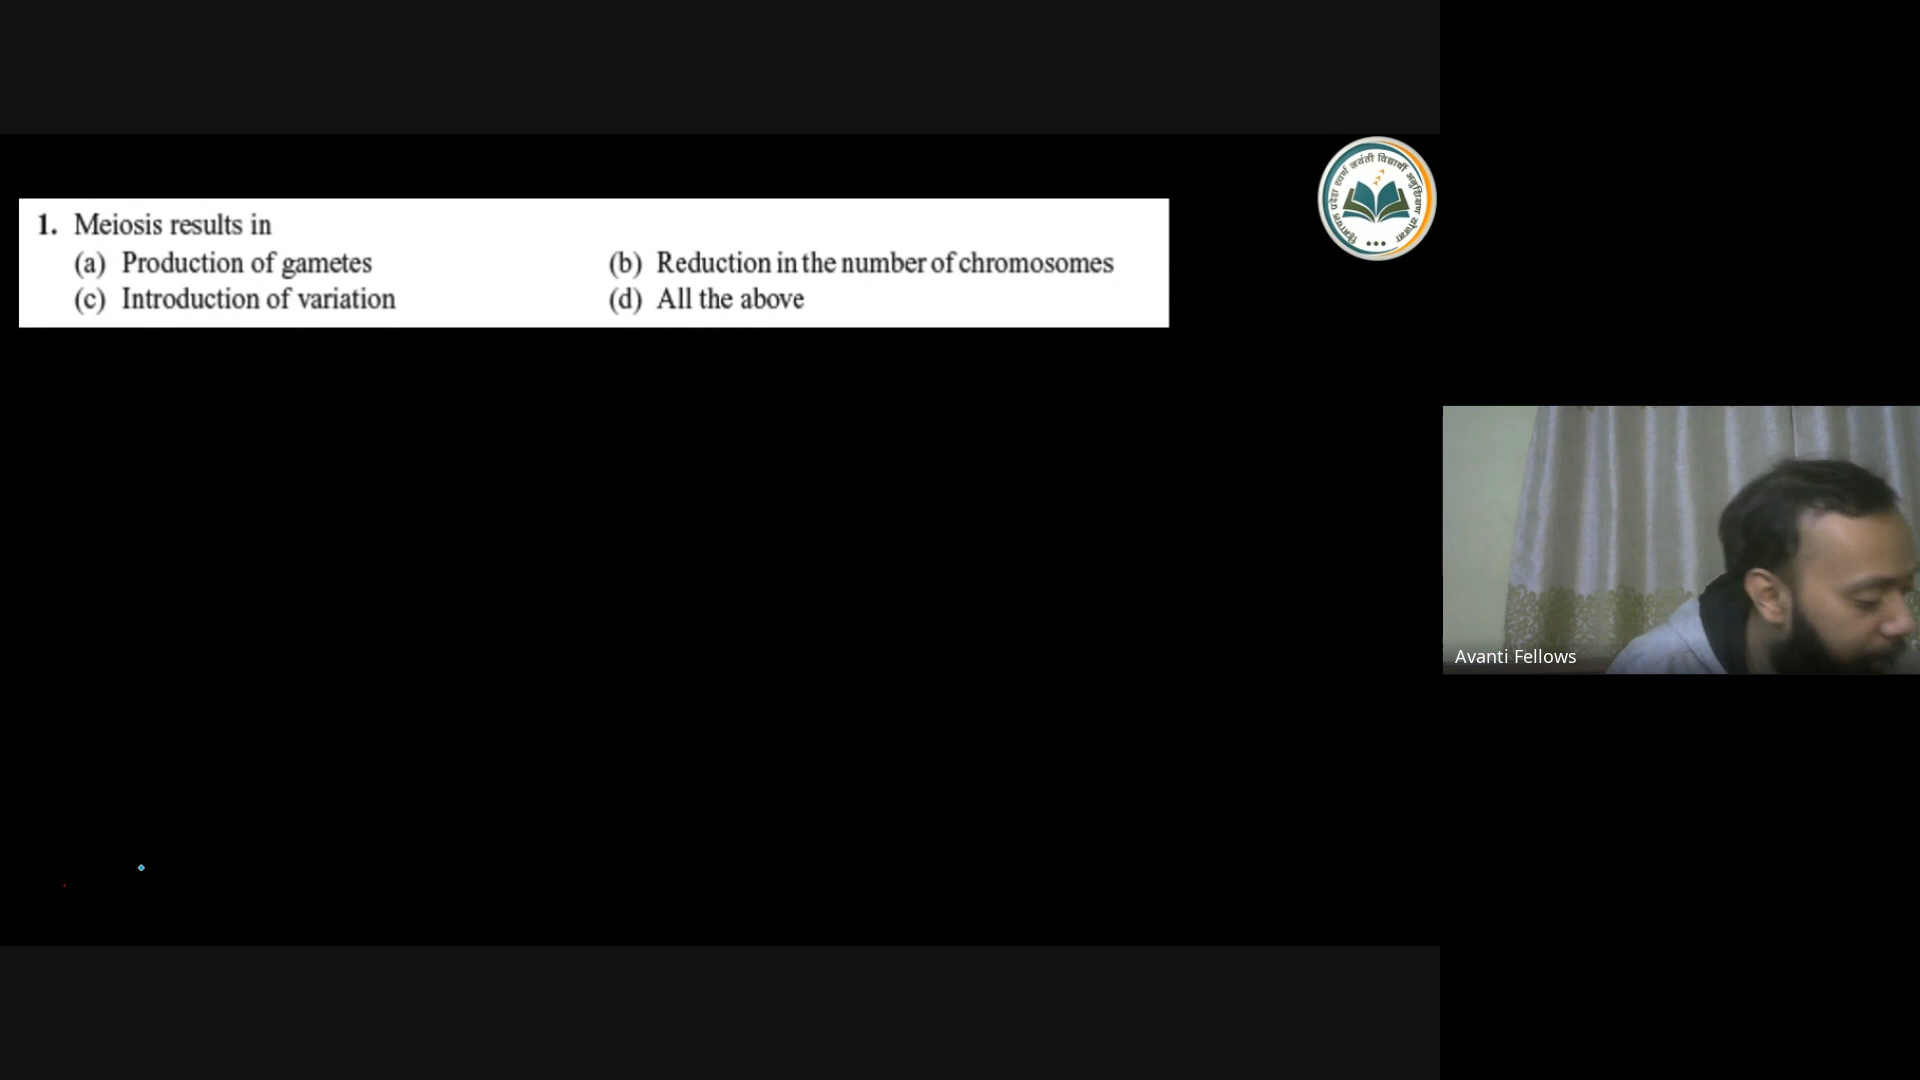 1. Meiosis results in
(a) Production of gametes (b) Reduction in the number of chromosomes
(c) Introduction of variation (d) All the above
Avanti Fellows